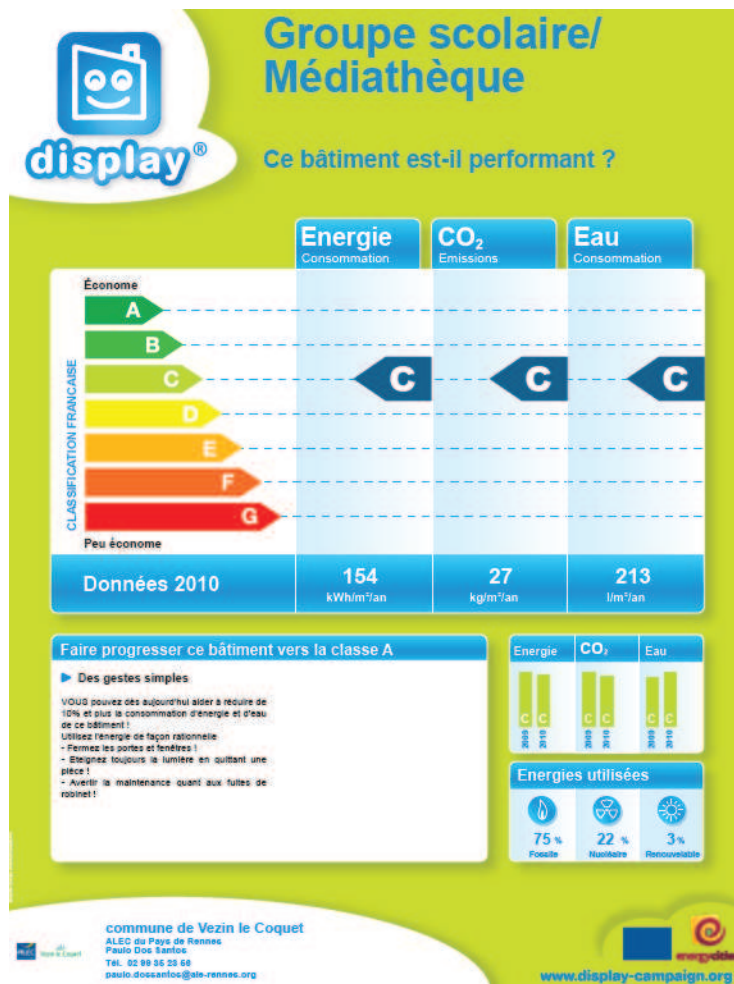 Groupe scolaire/
Médiathèque
display®
Ce bâtiment est-il performant ?
Energie
Consommation
CO₂
Emissions
Eau
Consommation
Économe
CLASSIFICATION FRANCAISE
A
B
C
D
E
F
G
C
C
C
Peu économe
Données 2010
154
kWh/m²/an
27
kg/m²/an
213
l/m²/an
Faire progresser ce bâtiment vers la classe A
Des gestes simples
VOUS pouvez dès aujourd'hui aider à réduire de
10% et plus la consommation d'énergie et d'eau
de ce bâtiment !
Utilisez l'énergie de façon rationnelle
- Fermez les portes et fenêtres !
- Eteignez toujours la lumière en quittant une
pièce !
- Avertir la maintenance quant aux fuites de
robinet !
Energie
CO₂
Eau
C C
C C
C C
2009 2010
2009 2010
2009 2010
Energies utilisées
75 %
Fossile
22 %
Nucléaire
3 %
Renouvelable
commune de Vezin le Coquet
ALEC du Pays de Rennes
Paulo Dos Santos
Tél. 02 99 35 23 56
paulo.dossantos@ale-rennes.org
energycities
www.display-campaign.org